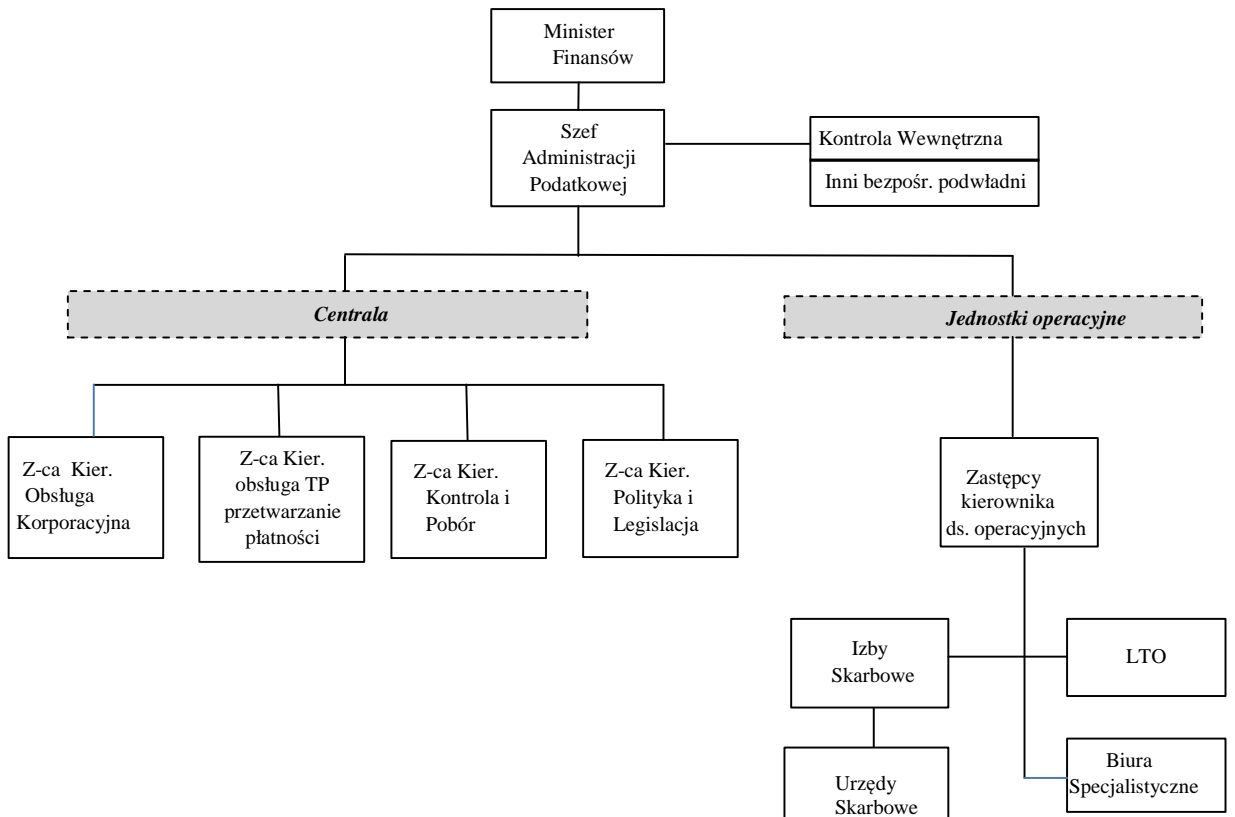 Minister
Finansów
Szef
Administracji
Podatkowej
Kontrola Wewnętrzna
Inni bezpośr. podwładni
Centrala
Jednostki operacyjne
Z-ca Kier.
Obsługa
Korporacyjna
Z-ca Kier.
obsługa TP
przetwarzanie
płatności
Z-ca Kier.
Kontrola i
Pobór
Z-ca Kier.
Polityka i
Legislacja
Zastępcy
kierownika
ds. operacyjnych
Izby
Skarbowe
LTO
Urzędy
Skarbowe
Biura
Specjalistyczne